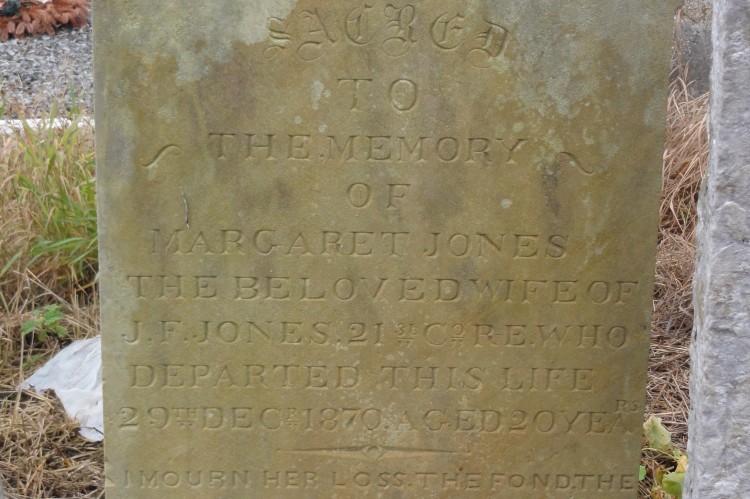 SACRED
TO
THE MEMORY
OF
MARGARET JONES
THE BELOVED WIFE OF
J.F. JONES. 21ST COY R.E. WHO
DEPARTED THIS LIFE
29TH DECR 1870. AGED 20 YEARS
I MOURN HER LOSS THE FOND. THE